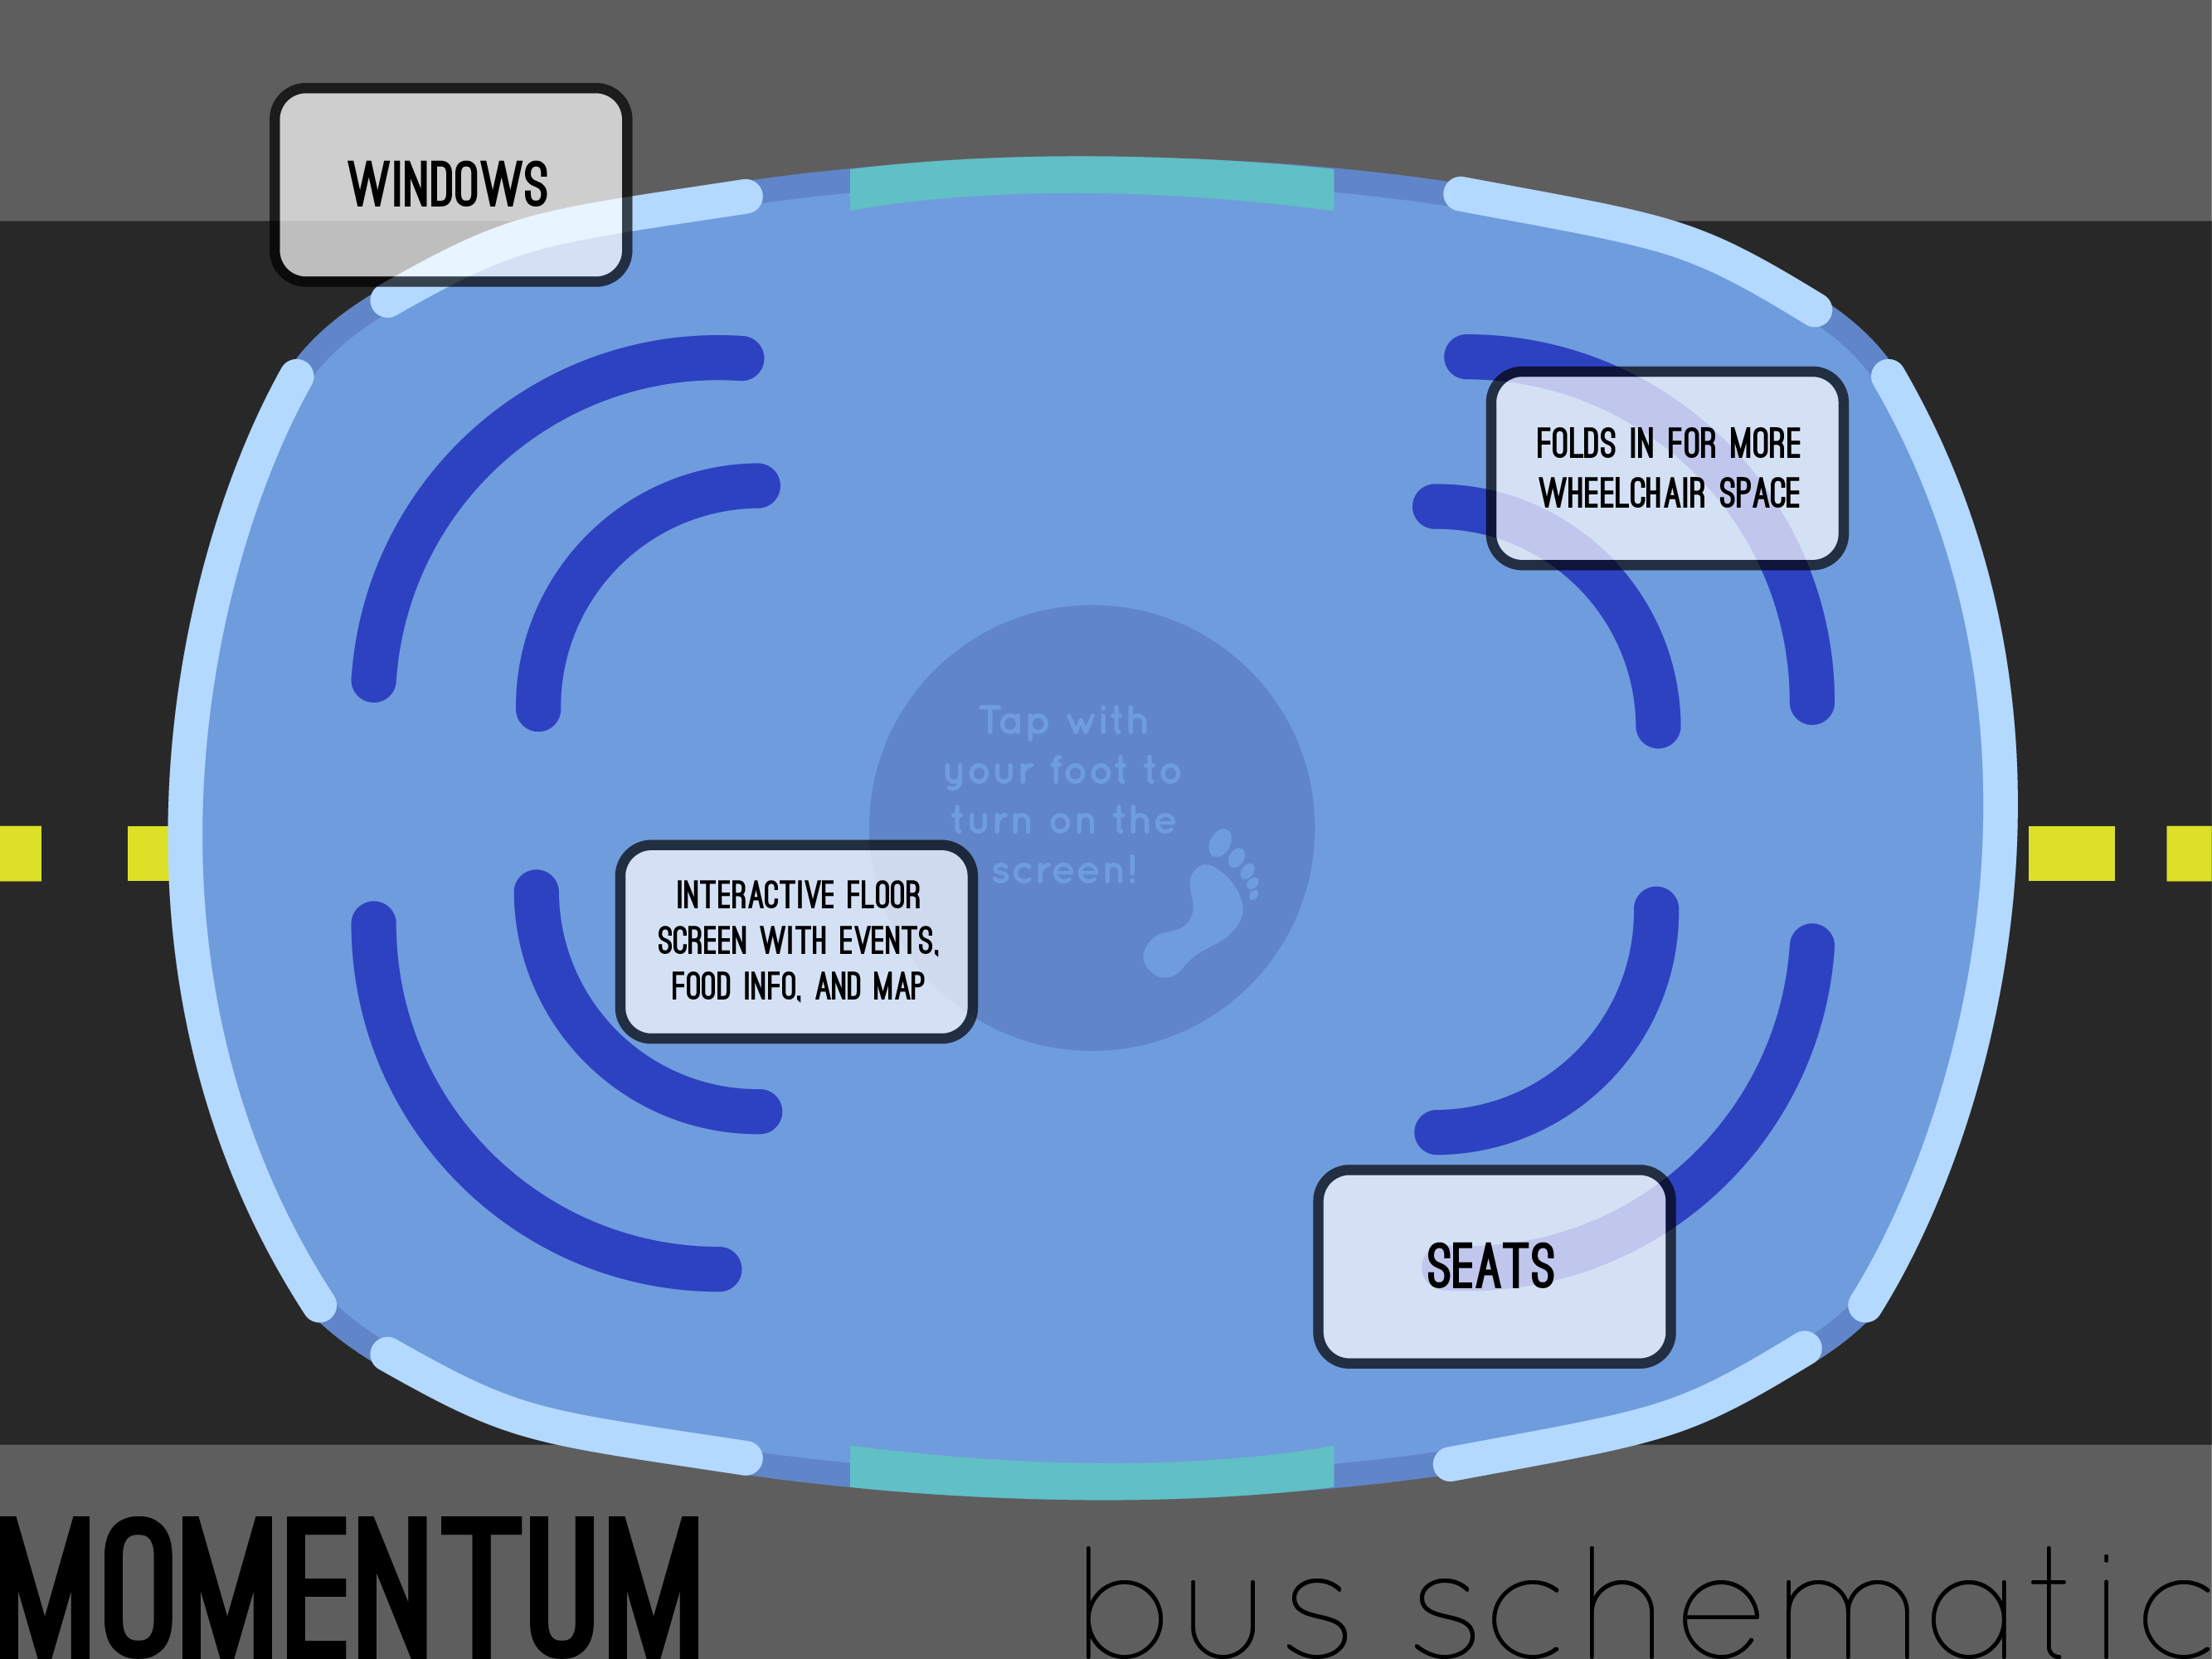 WINDOWS
FOLDS IN FOR MORE
WHEELCHAIR SPACE
Tap with
your foot to
turn on the
screen!
INTERACTIVE FLOOR
SCREEN WITH EVENTS,
FOOD INFO, AND MAP
SEATS
MOMENTUM
bus schematic